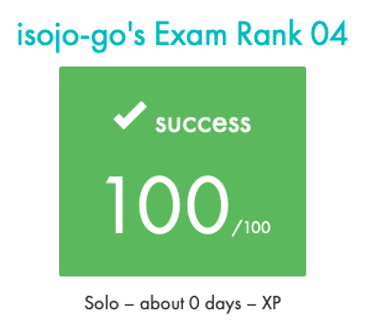 isojo-go's Exam Rank 04
success
100/100
Solo – about 0 days – XP